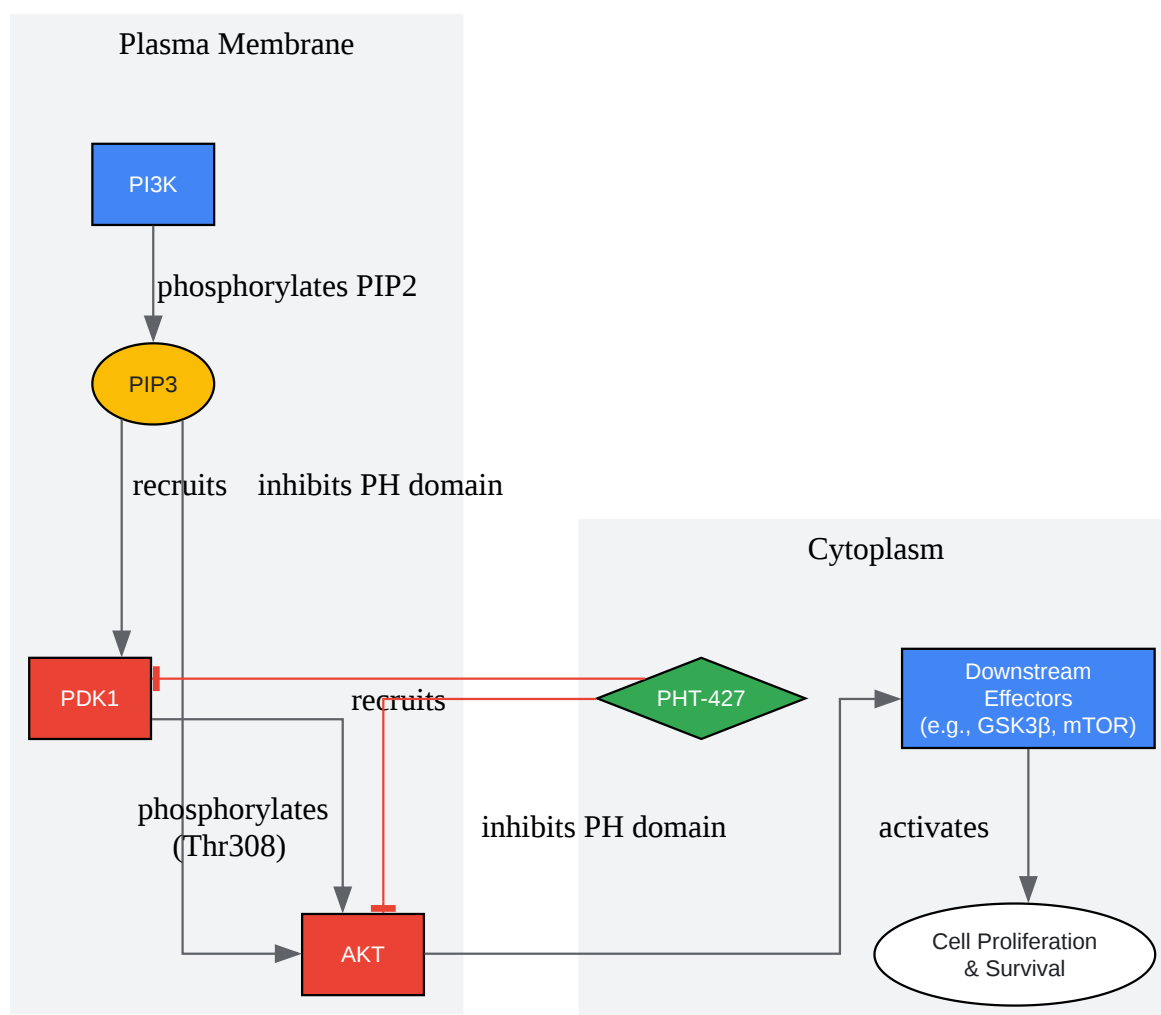 Plasma Membrane
PI3K
phosphorylates PIP2
PIP3
recruits
inhibits PH domain
Cytoplasm
PDK1
recruits
PHT-427
Downstream
Effectors
(e.g., GSK3β, mTOR)
phosphorylates
(Thr308)
inhibits PH domain
activates
AKT
Cell Proliferation
& Survival